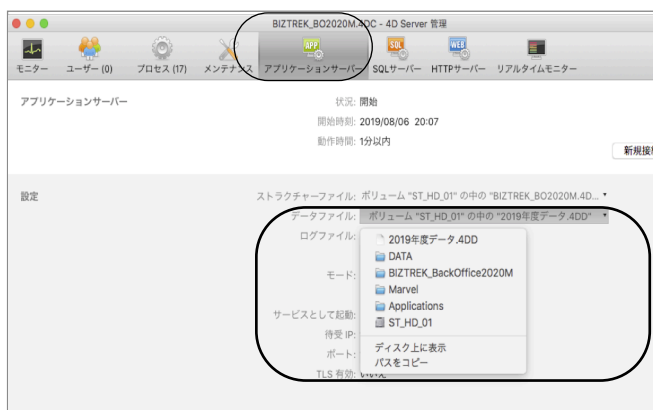 BIZTREK_BO2020M.4DC - 4D Server 管理
モニター ユーザー (0) プロセス (17) メンテナンス アプリケーションサーバー SQLサーバー HTTPサーバー リアルタイムモニター
アプリケーションサーバー
状況: 開始
開始時刻: 2019/08/06 20:07
動作時間: 1分以内
新規接
設定
ストラクチャーファイル: ボリューム "ST_HD_01" の中の "BIZTREK_BO2020M.4D...
データファイル: ボリューム "ST_HD_01" の中の "2019年度データ.4DD"
ログファイル:
2019年度データ.4DD
DATA
モード: BIZTREK_BackOffice2020M
Marvel
Applications
サービスとして起動:
ST_HD_01
待受 IP:
ディスク上に表示
ポート:
パスをコピー
TLS 有効: いいえ